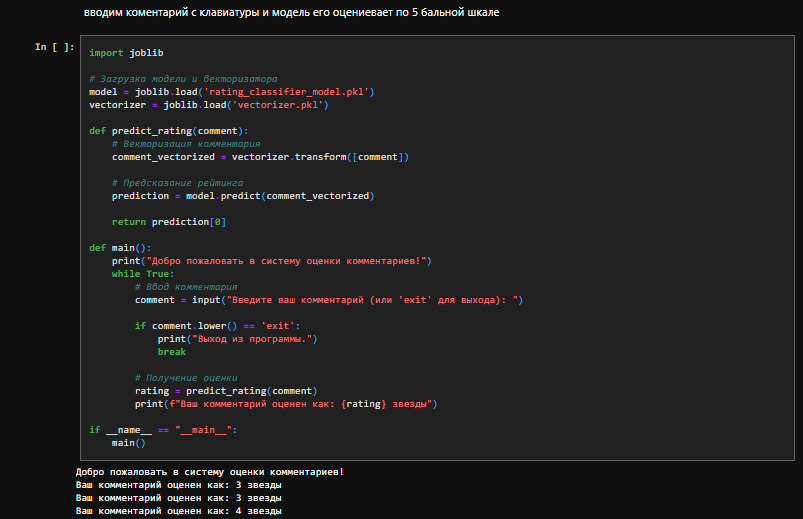 вводим коментарий с клавиатуры и модель его оцениевает по 5 бальной шкале
In [ ]:
import joblib
# Загрузка модели и векторизатора
model = joblib.load('rating_classifier_model.pkl')
vectorizer = joblib.load('vectorizer.pkl')
def predict_rating(comment):
    # Векторизация комментария
    comment_vectorized = vectorizer.transform([comment])
    # Предсказание рейтинга
    prediction = model.predict(comment_vectorized)
    return prediction[0]
def main():
    print("Добро пожаловать в систему оценки комментариев!")
    while True:
        # Ввод комментария
        comment = input("Введите ваш комментарий (или 'exit' для выхода): ")
        if comment.lower() == 'exit':
            print("Выход из программы.")
            break
        # Получение оценки
        rating = predict_rating(comment)
        print(f"Ваш комментарий оценен как: {rating} звезды")
if __name__ == "__main__":
    main()
Добро пожаловать в систему оценки комментариев!
Ваш комментарий оценен как: 3 звезды
Ваш комментарий оценен как: 3 звезды
Ваш комментарий оценен как: 4 звезды